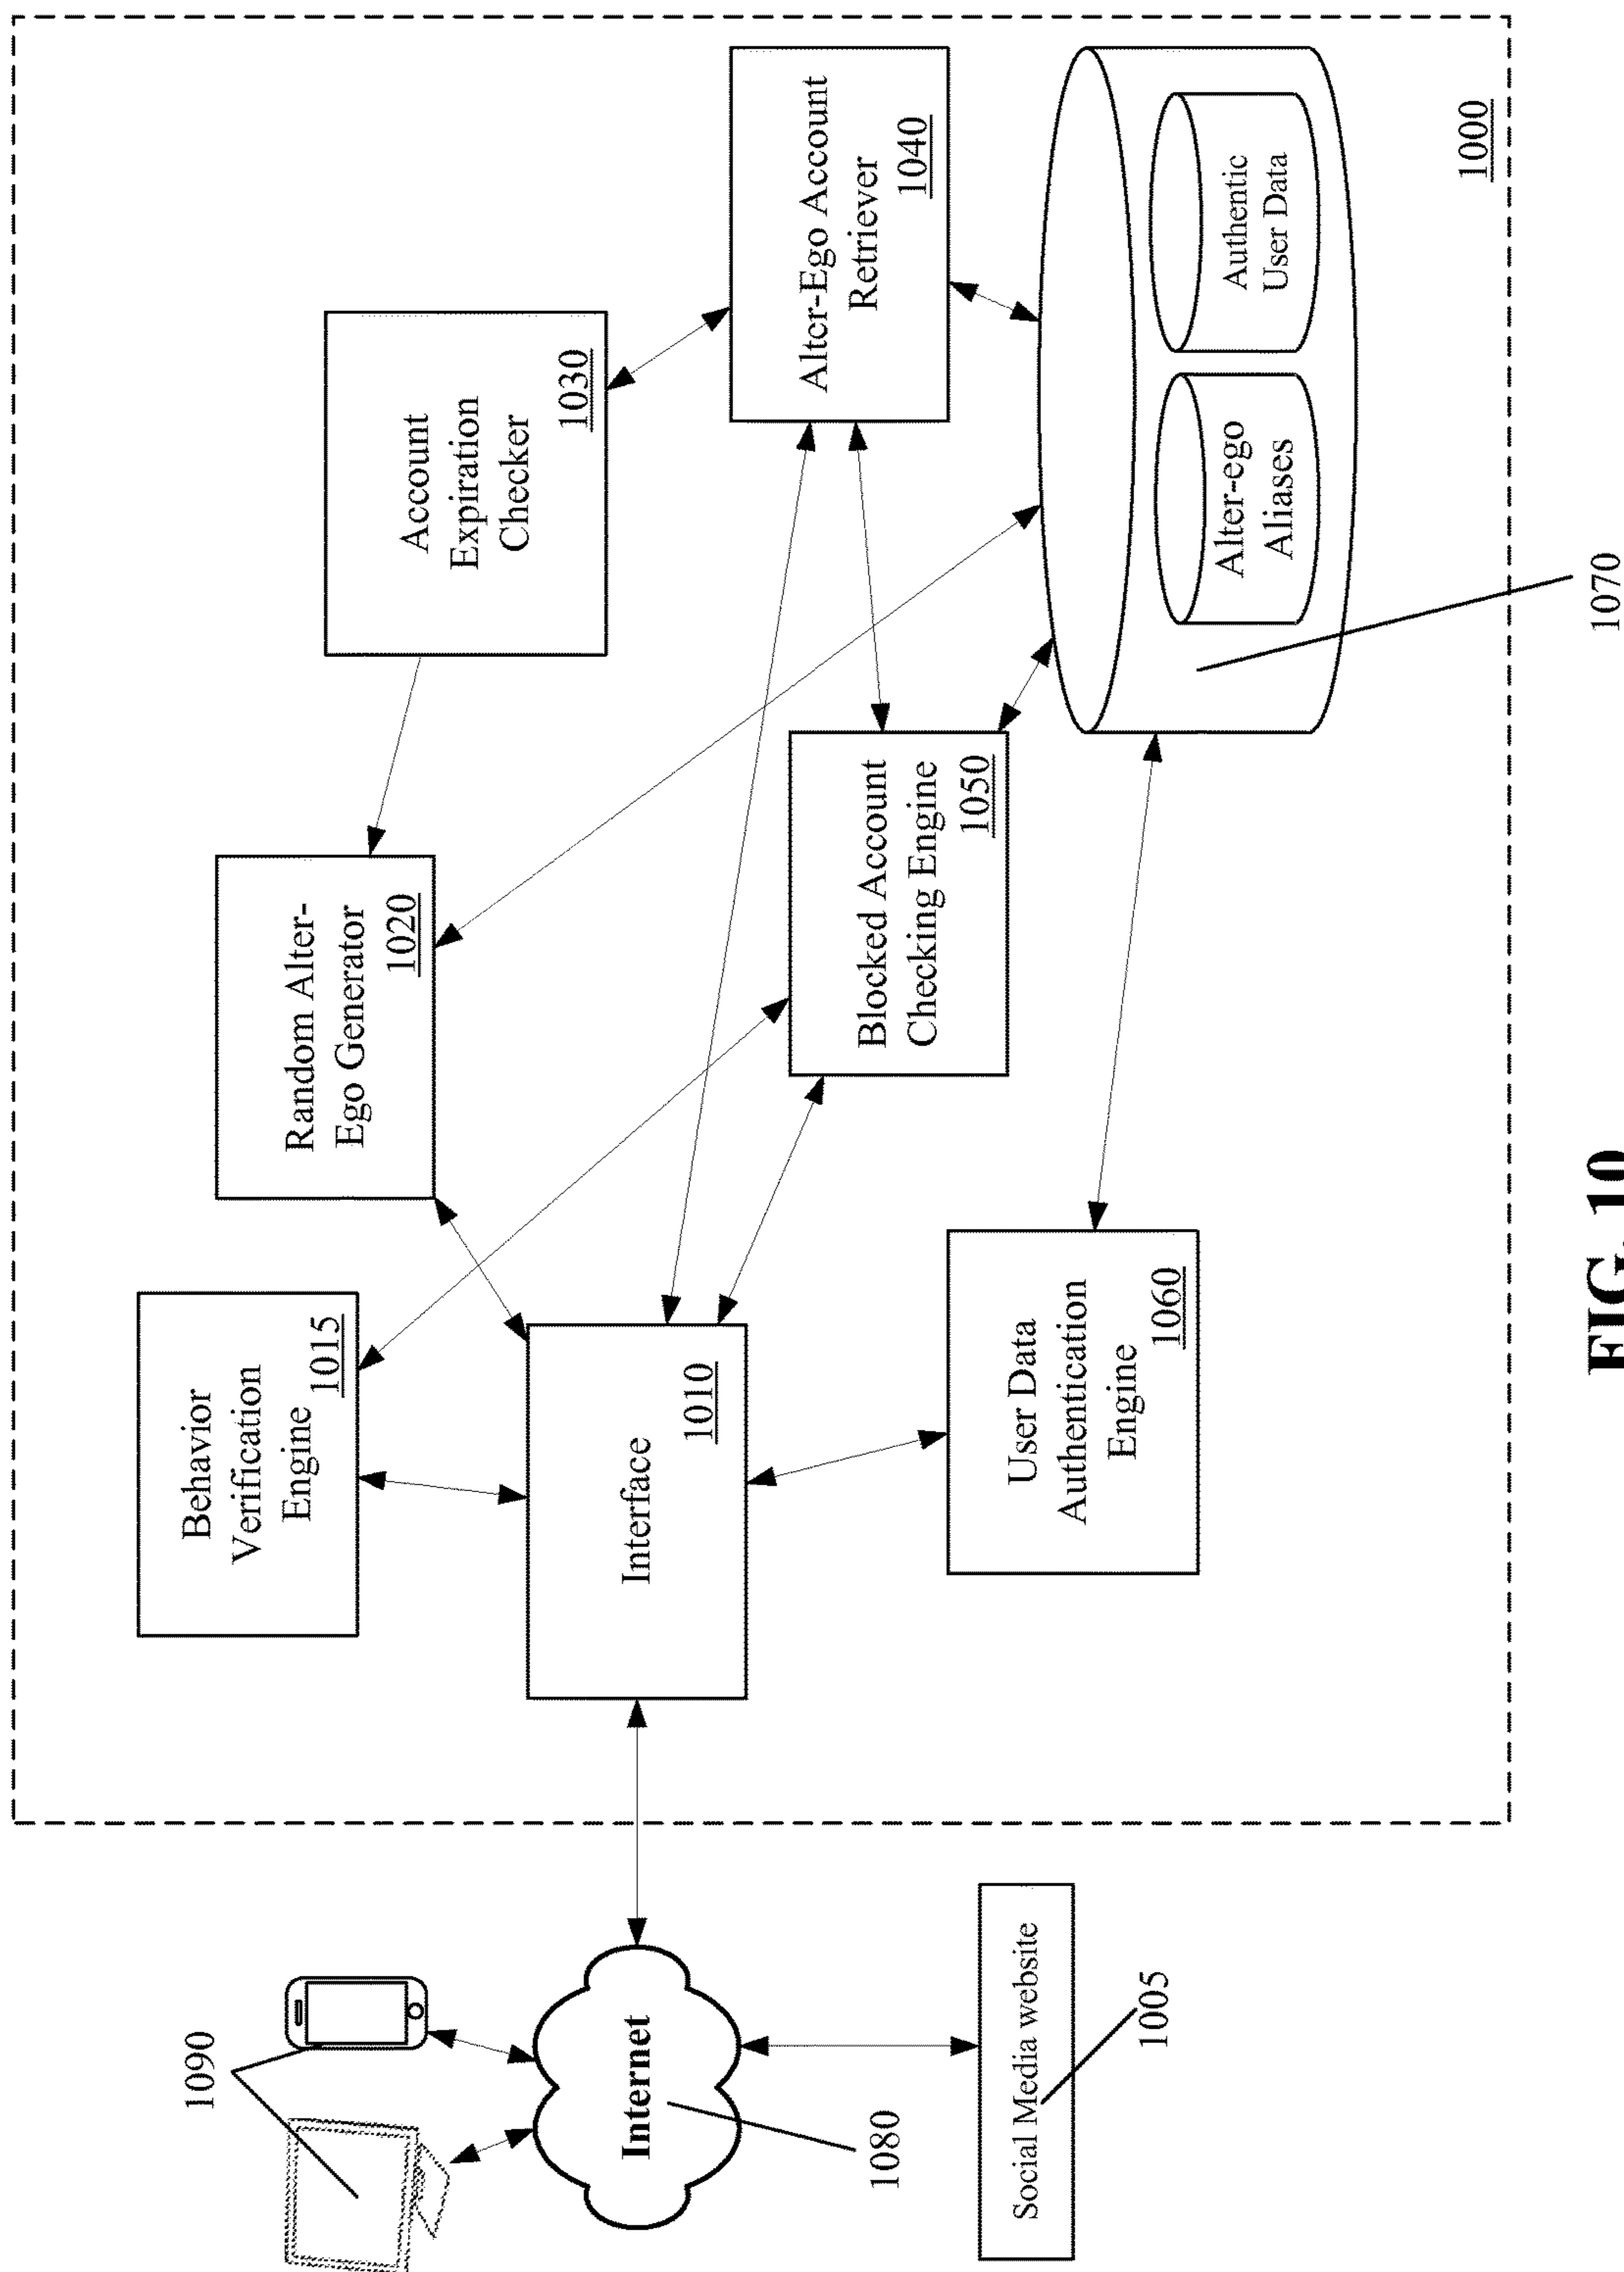 1090
Internet
1080
Social Media website
1005
Behavior
Verification
Engine
1015
Interface
1010
User Data
Authentication
Engine
1060
Random Alter-
Ego Generator
1020
Blocked Account
Checking Engine
1050
Account
Expiration
Checker
1030
Alter-Ego Account
Retriever
1040
Alter-ego
Aliases
Authentic
User Data
1070
1000
FIG. 10